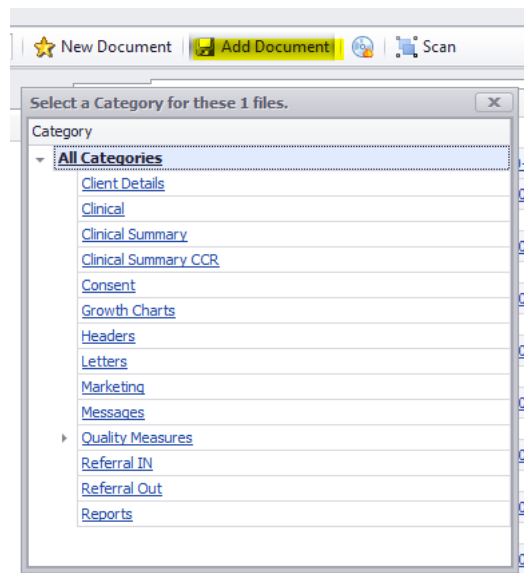 New Document Add Document Scan
Select a Category for these 1 files.
Category
All Categories
Client Details
Clinical
Clinical Summary
Clinical Summary CCR
Consent
Growth Charts
Headers
Letters
Marketing
Messages
Quality Measures
Referral IN
Referral Out
Reports